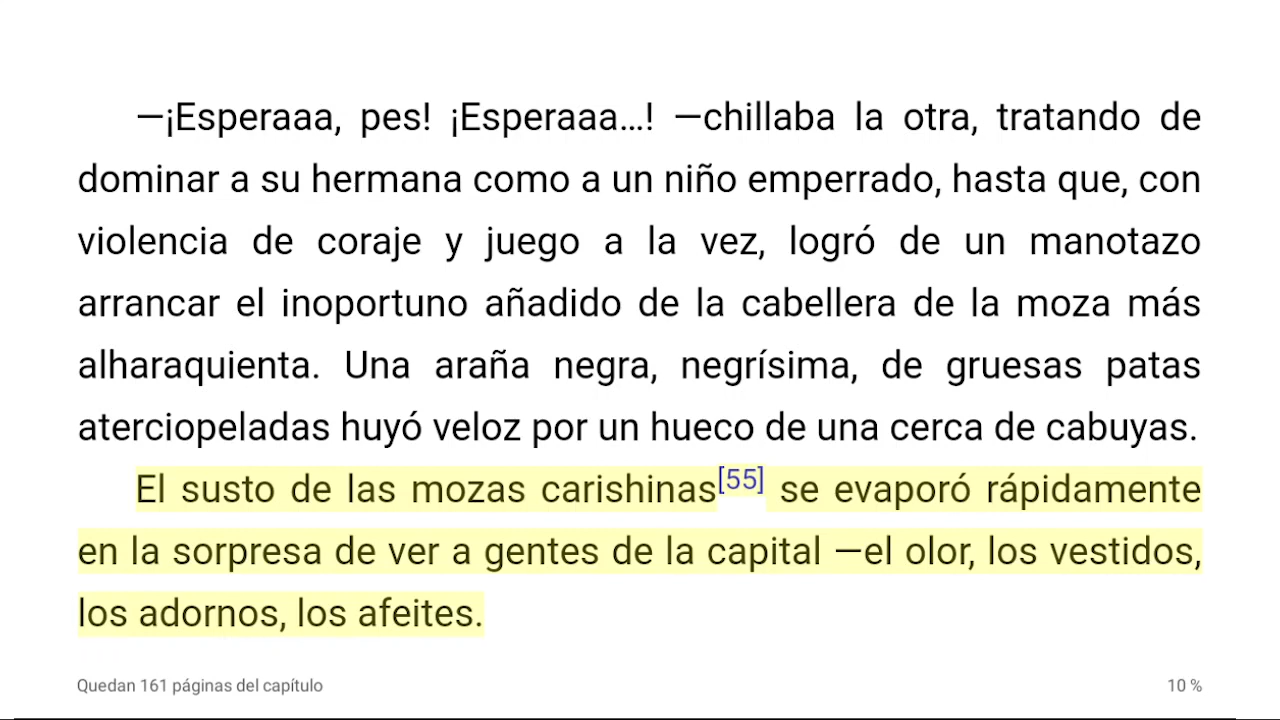 —¡Esperaaa, pes! ¡Esperaaa…! —chillaba la otra, tratando de
dominar a su hermana como a un niño emperrado, hasta que, con
violencia de coraje y juego a la vez, logró de un manotazo
arrancar el inoportuno añadido de la cabellera de la moza más
alharaquienta. Una araña negra, negrísima, de gruesas patas
aterciopeladas huyó veloz por un hueco de una cerca de cabuyas.
El susto de las mozas carishinas[55] se evaporó rápidamente
en la sorpresa de ver a gentes de la capital —el olor, los vestidos,
los adornos, los afeites.
Quedan 161 páginas del capítulo
10 %